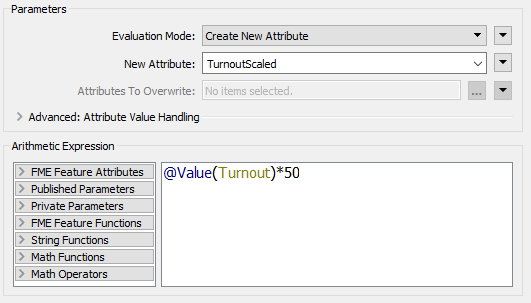 Parameters
Evaluation Mode: Create New Attribute
New Attribute: TurnoutScaled
Attributes To Overwrite: No items selected. ...
Advanced: Attribute Value Handling
Arithmetic Expression
FME Feature Attributes
Published Parameters
Private Parameters
FME Feature Functions
String Functions
Math Functions
Math Operators
@Value(Turnout)*50